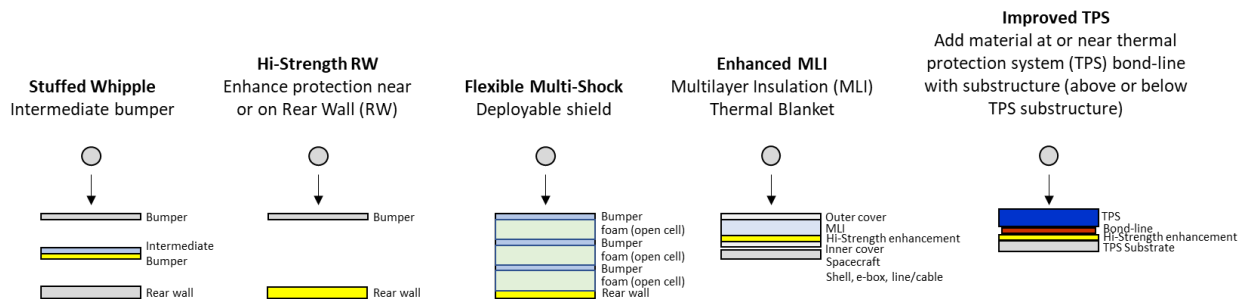 Stuffed Whipple
Intermediate bumper
Bumper
Intermediate
Bumper
Rear wall
Hi-Strength RW
Enhance protection near
or on Rear Wall (RW)
Bumper
Rear wall
Flexible Multi-Shock
Deployable shield
Bumper
foam (open cell)
Bumper
foam (open cell)
Bumper
foam (open cell)
Rear wall
Enhanced MLI
Multilayer Insulation (MLI)
Thermal Blanket
Outer cover
MLI
Hi-Strength enhancement
Inner cover
Spacecraft
Shell, e-box, line/cable
Improved TPS
Add material at or near thermal
protection system (TPS) bond-line
with substructure (above or below
TPS substructure)
TPS
Bond-line
Hi-Strength enhancement
TPS Substrate